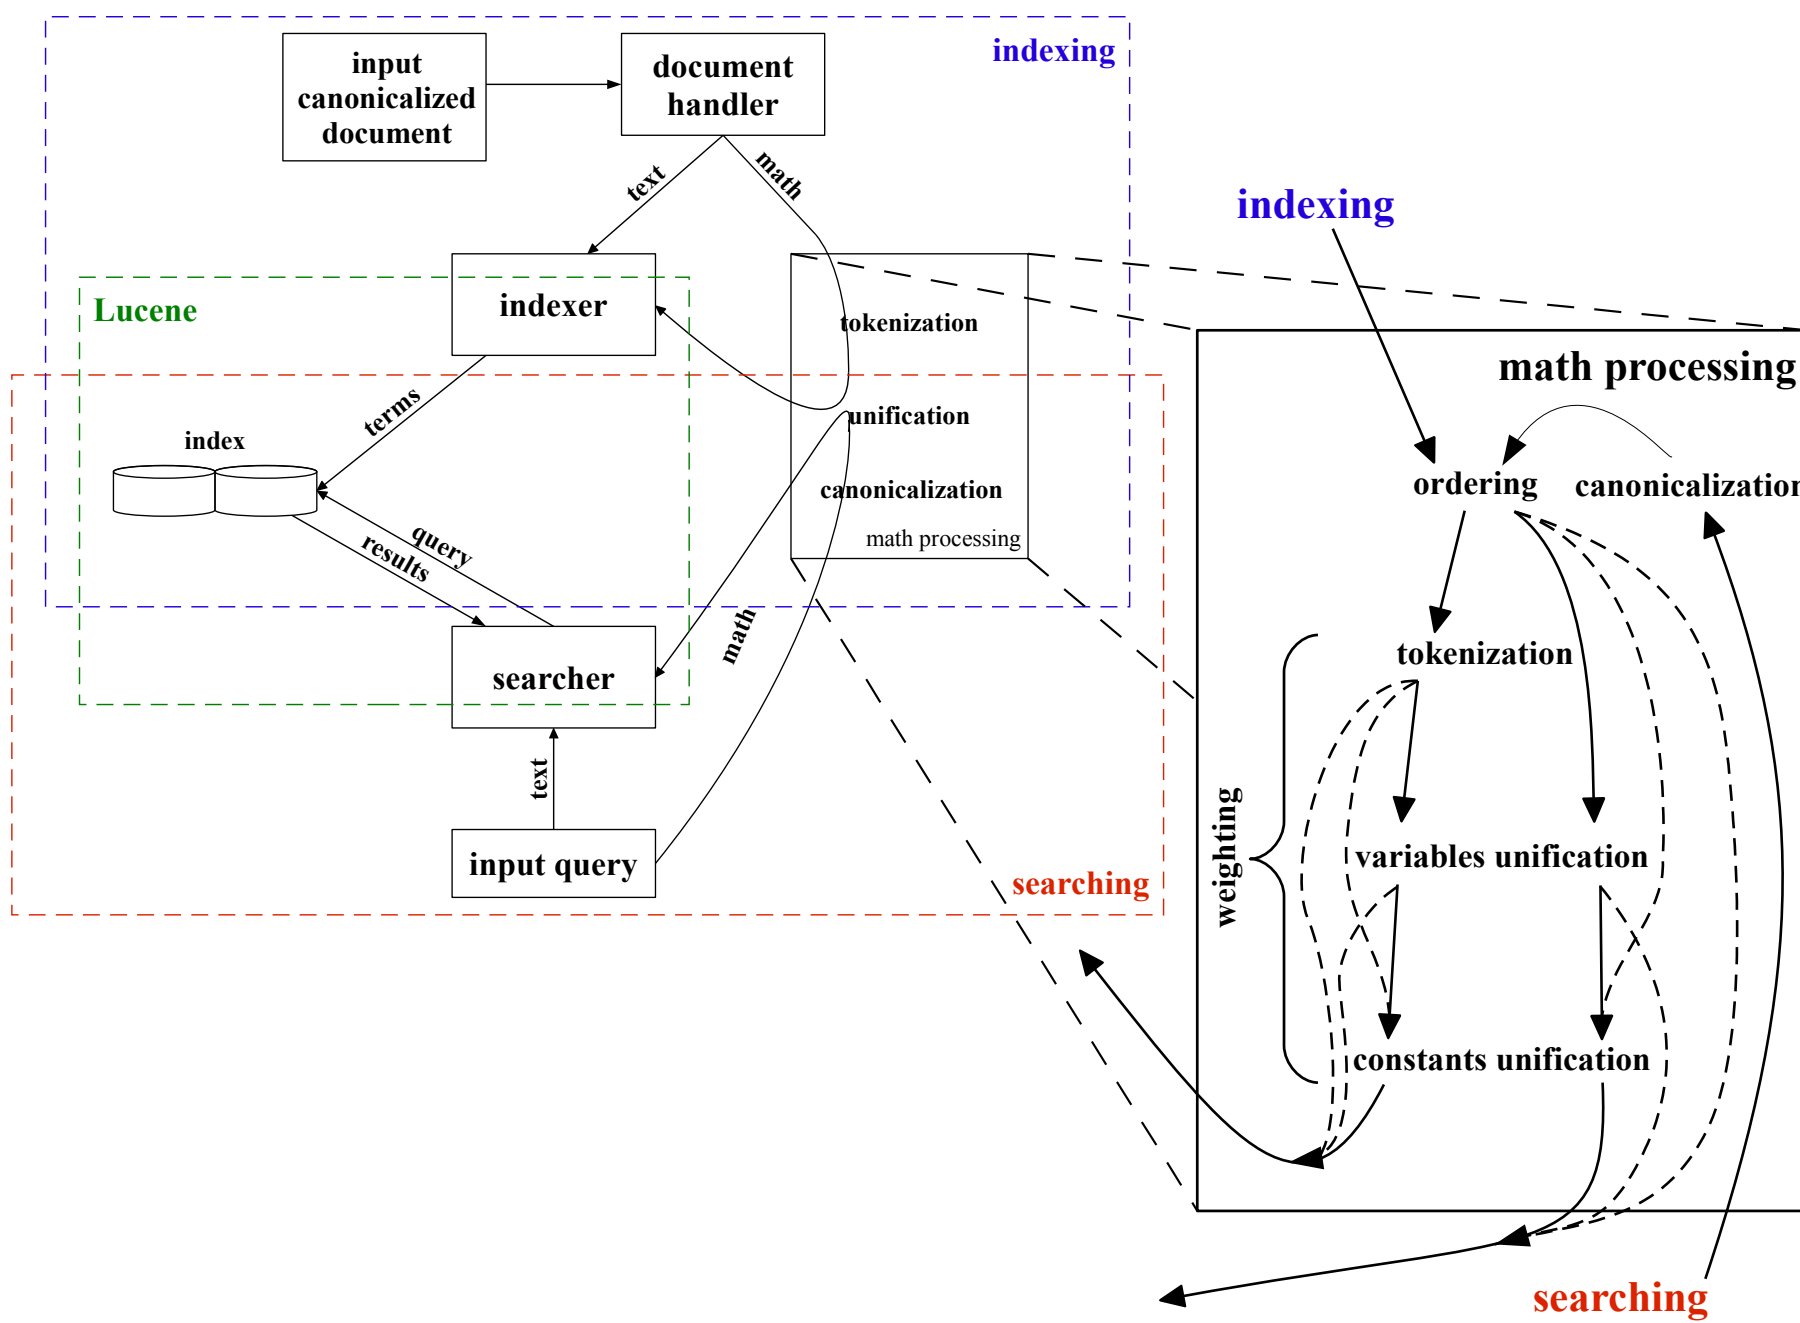 indexing
input
canonicalized
document
document
handler
text
math
indexing
Lucene
indexer
tokenization
math processing
terms
unification
index
canonicalization
ordering
canonicalization
math processing
query
results
math
tokenization
searcher
text
weighting
variables unification
input query
searching
constants unification
searching